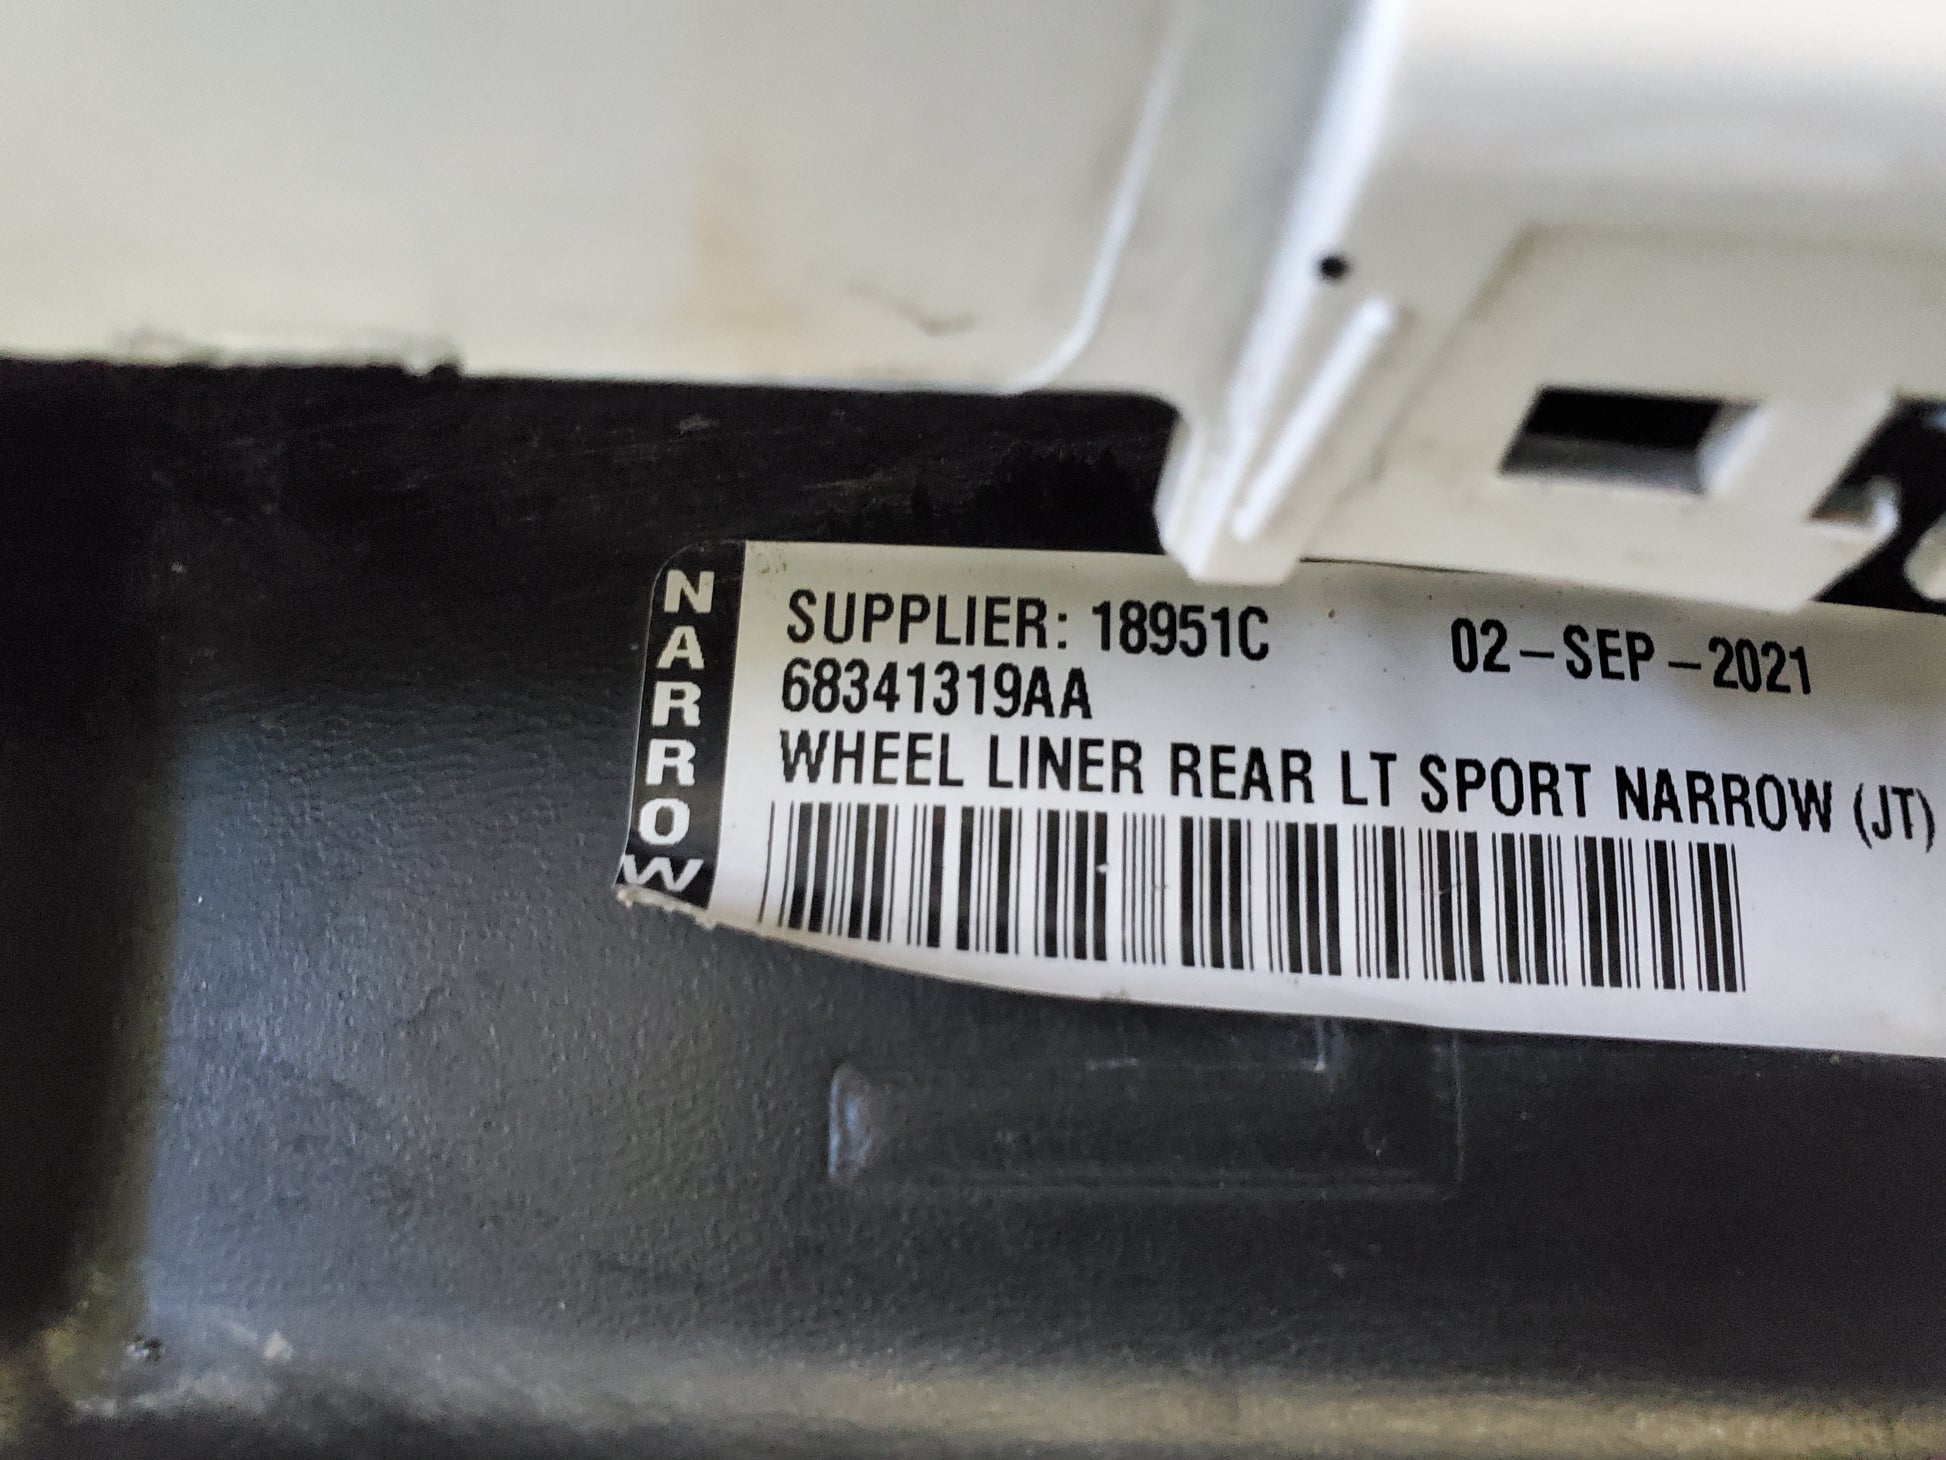 NARROW
SUPPLIER: 18951C 02-SEP-2021
68341319AA
WHEEL LINER REAR LT SPORT NARROW (JT)